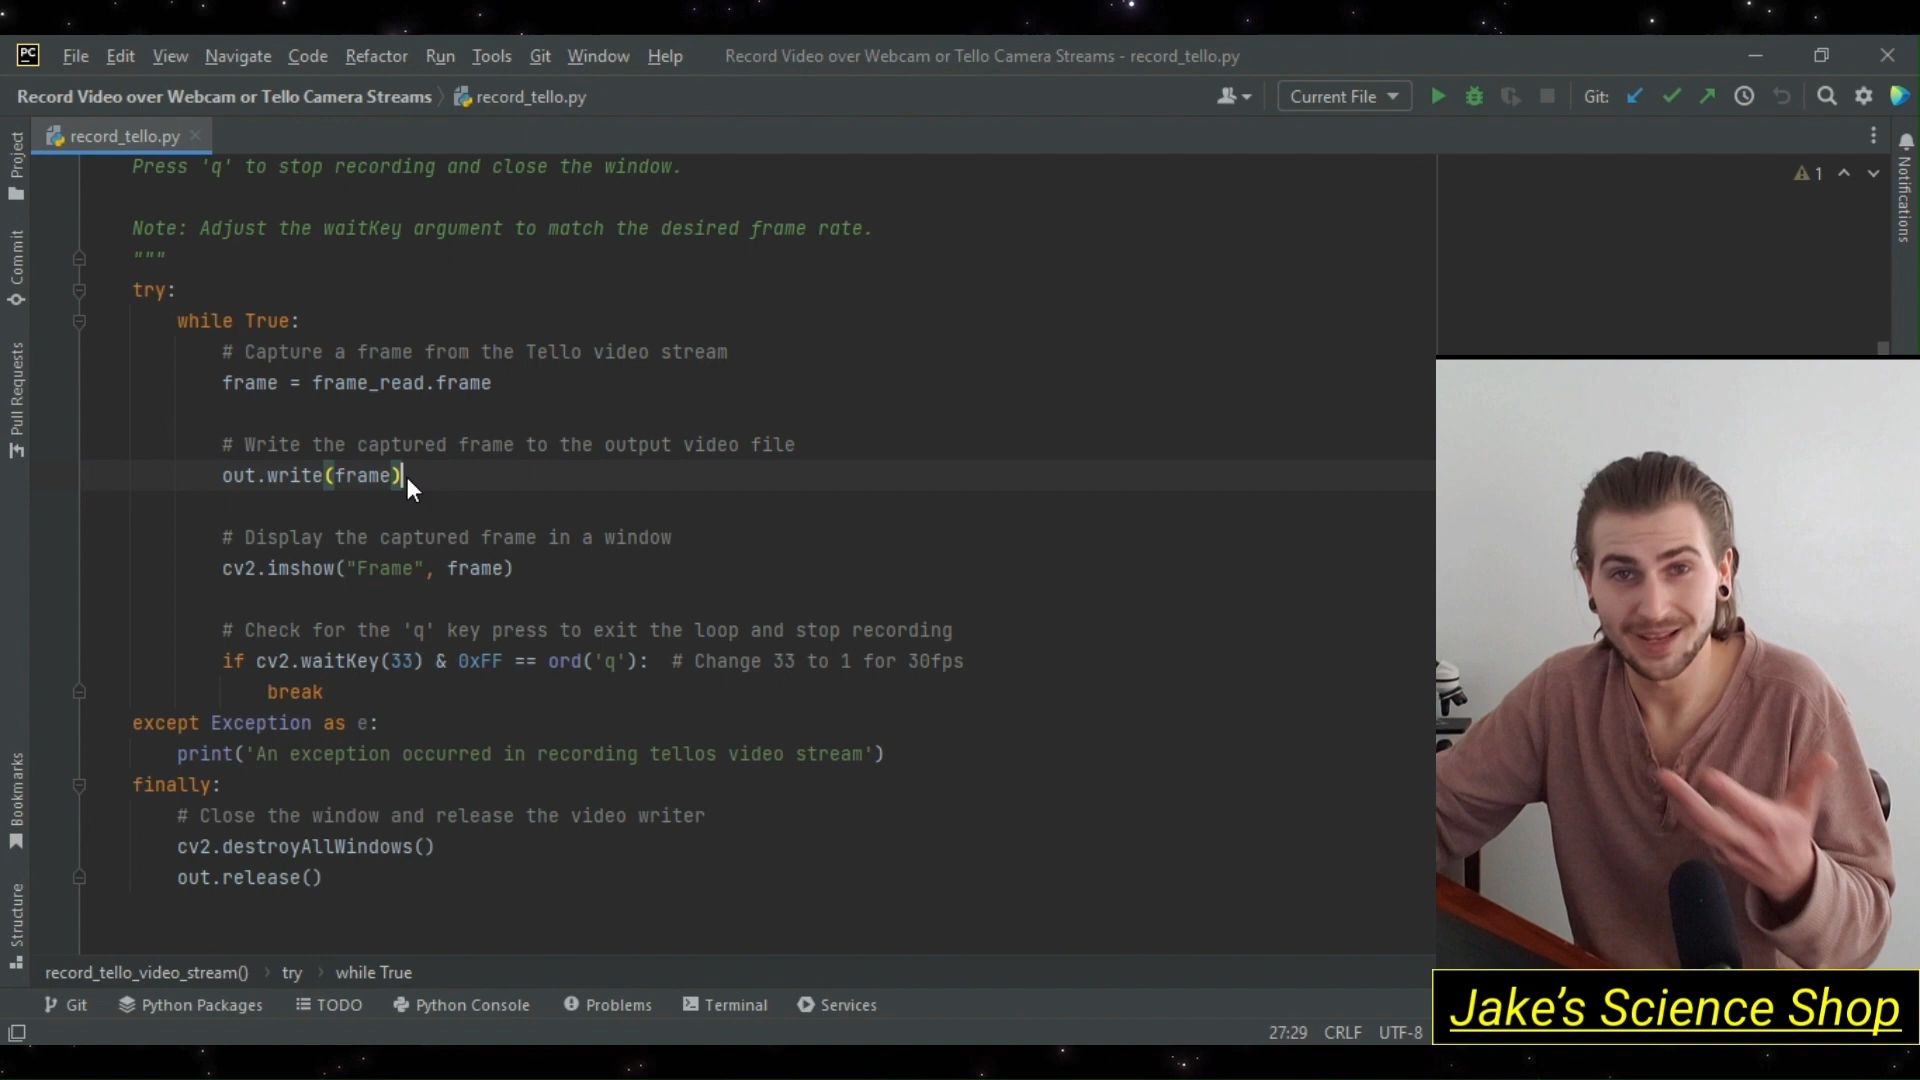 PC File Edit View Navigate Code Refactor Run Tools Git Window Help Record Video over Webcam or Tello Camera Streams - record_tello.py
Record Video over Webcam or Tello Camera Streams record_tello.py Current File Git:
record_tello.py
Press 'q' to stop recording and close the window.
1
Note: Adjust the waitKey argument to match the desired frame rate.
"""
try:
while True:
# Capture a frame from the Tello video stream
frame = frame_read.frame
# Write the captured frame to the output video file
out.write(frame)
# Display the captured frame in a window
cv2.imshow("Frame", frame)
# Check for the 'q' key press to exit the loop and stop recording
if cv2.waitKey(33) & 0xFF == ord('q'):  # Change 33 to 1 for 30fps
break
except Exception as e:
print('An exception occurred in recording tellos video stream')
finally:
# Close the window and release the video writer
cv2.destroyAllWindows()
out.release()
Project
Commit
Pull Requests
Bookmarks
Structure
Notifications
record_tello_video_stream() try while True
Git Python Packages TODO Python Console Problems Terminal Services
27:29 CRLF UTF-8
Jake's Science Shop